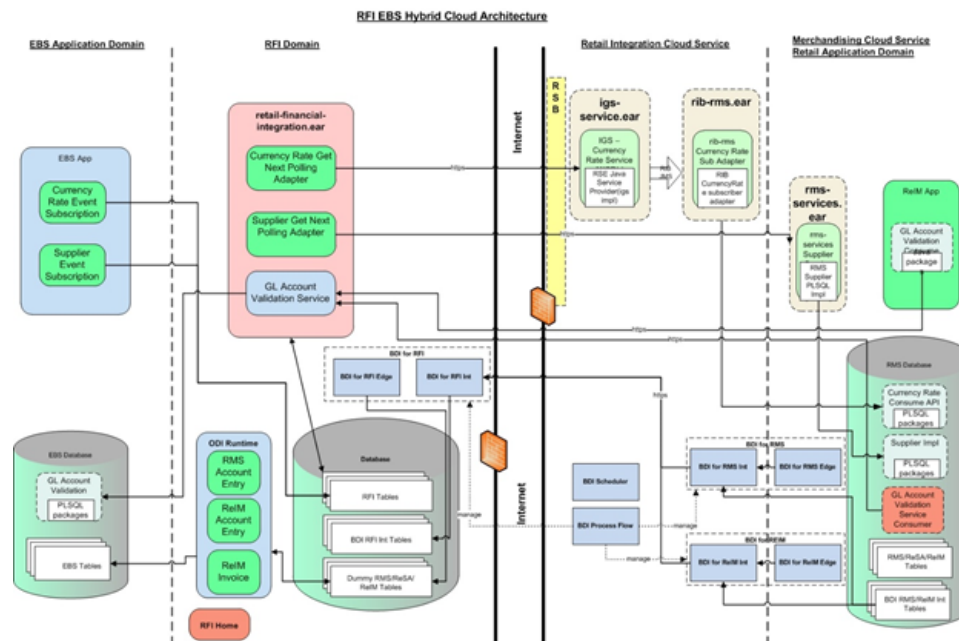 RFI EBS Hybrid Cloud Architecture
EBS Application Domain
RFI Domain
Retail Integration Cloud Service
Merchandising Cloud Service
Retail Application Domain
EBS App
Currency
Rate Event
Subscription
Supplier
Event
Subscription
retail-financial-
integration.ear
Currency Rate Get
Next Polling
Adapter
Supplier Get Next
Polling Adapter
GL Account
Validation Service
Internet
R
S
B
igs-
service.ear
IGS –
Currency
Rate Service
RSE Java
Service
Provider(igs
impl)
RIB
JMS
rib-rms.ear
rib-rms
Currency Rate
Sub Adapter
RIB
CurrencyRat
e subscriber
adapter
https
https
https
https
https
rms-
services.
ear
rms-
services
Supplier
RMS
Supplier
PLSQL
Impl
ReIM App
GL Account
Validation
package
BDI for RFI
BDI for RFI Edge
BDI for RFI Int
EBS Database
GL Account
Validation
PLSQL
packages
EBS Tables
ODI Runtime
RMS
Account
Entry
ReIM
Account
Entry
ReIM
Invoice
RFI Home
Database
RFI Tables
BDI RFI Int Tables
Dummy RMS/ReSA/
ReIM Tables
manage
Internet
BDI Scheduler
BDI Process Flow
manage
manage
BDI for RMS
BDI for RMS Int
BDI for RMS Edge
BDI for REIM
BDI for ReIM Int
BDI for ReIM Edge
RMS Database
Currency Rate
Consume API
PLSQL
packages
Supplier Impl
PLSQL
packages
GL Account
Validation
Service
Consumer
RMS/ReSA/ReIM
Tables
BDI RMS/ReIM Int
Tables